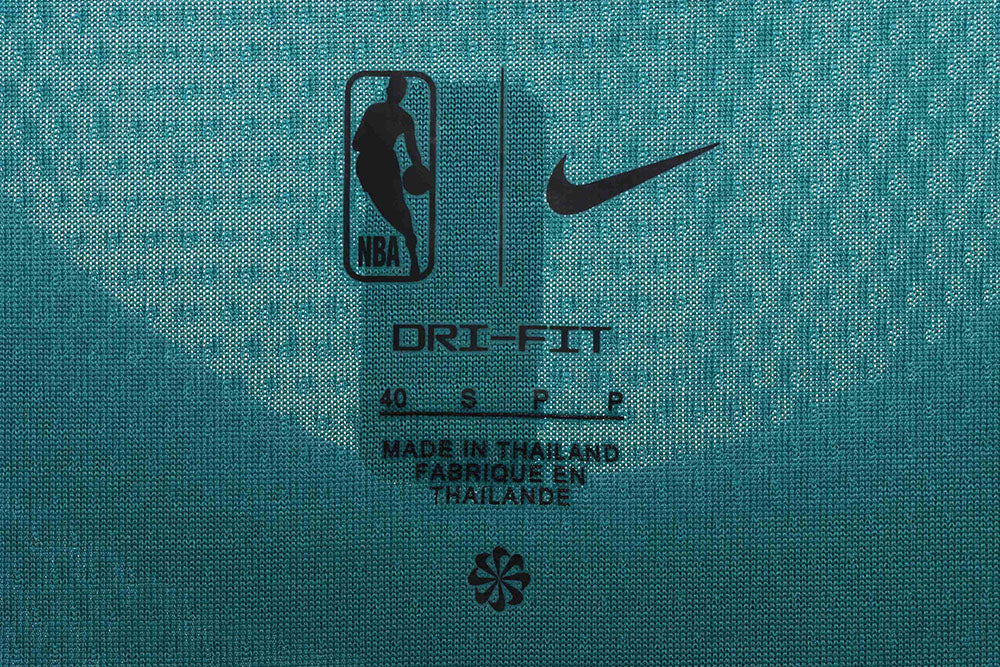 NBA
DRI-FIT
40 S P P
MADE IN THAILAND
FABRIQUE EN
THAILANDE